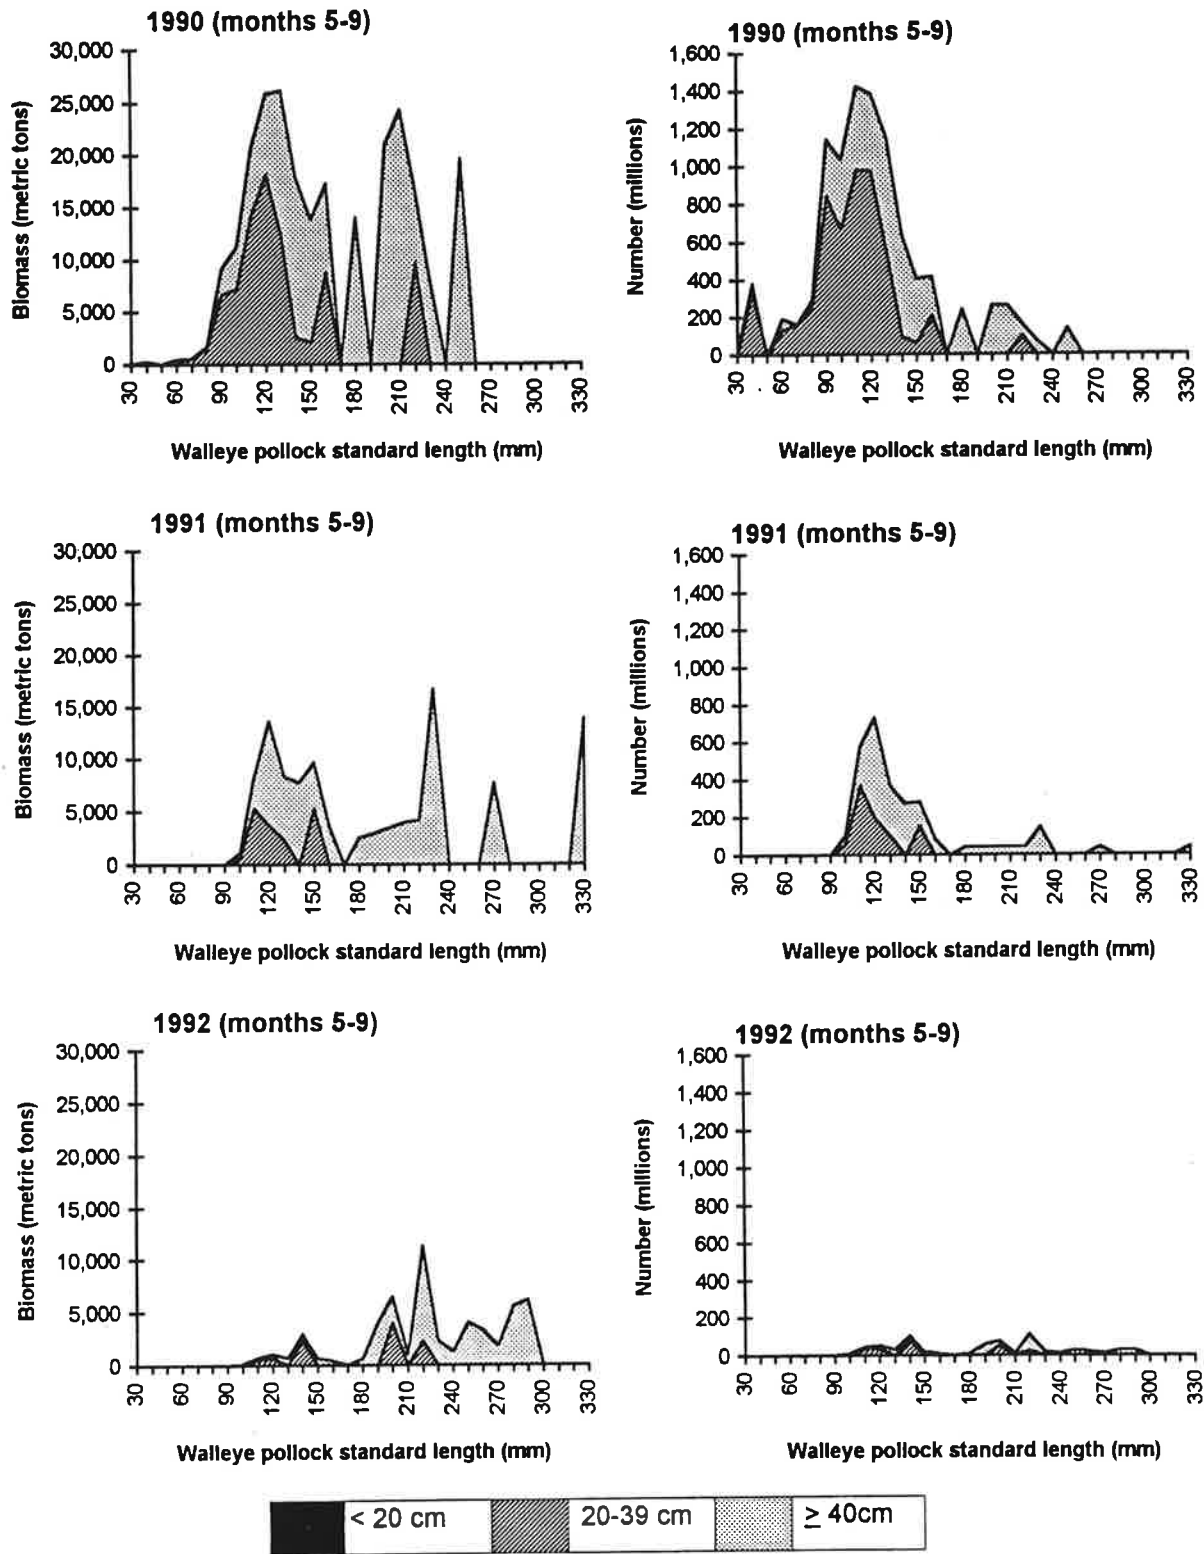 1990 (months 5-9)
Biomass (metric tons)
30,000
25,000
20,000
15,000
10,000
5,000
0
30 60 90 120 150 180 210 240 270 300 330
Walleye pollock standard length (mm)
1990 (months 5-9)
Number (millions)
1,600
1,400
1,200
1,000
800
600
400
200
0
30 60 90 120 150 180 210 240 270 300 330
Walleye pollock standard length (mm)
1991 (months 5-9)
Biomass (metric tons)
30,000
25,000
20,000
15,000
10,000
5,000
0
30 60 90 120 150 180 210 240 270 300 330
Walleye pollock standard length (mm)
1991 (months 5-9)
Number (millions)
1,600
1,400
1,200
1,000
800
600
400
200
0
30 60 90 120 150 180 210 240 270 300 330
Walleye pollock standard length (mm)
1992 (months 5-9)
Biomass (metric tons)
30,000
25,000
20,000
15,000
10,000
5,000
0
30 60 90 120 150 180 210 240 270 300 330
Walleye pollock standard length (mm)
1992 (months 5-9)
Number (millions)
1,600
1,400
1,200
1,000
800
600
400
200
0
30 60 90 120 150 180 210 240 270 300 330
Walleye pollock standard length (mm)
< 20 cm 20-39 cm ≥ 40cm